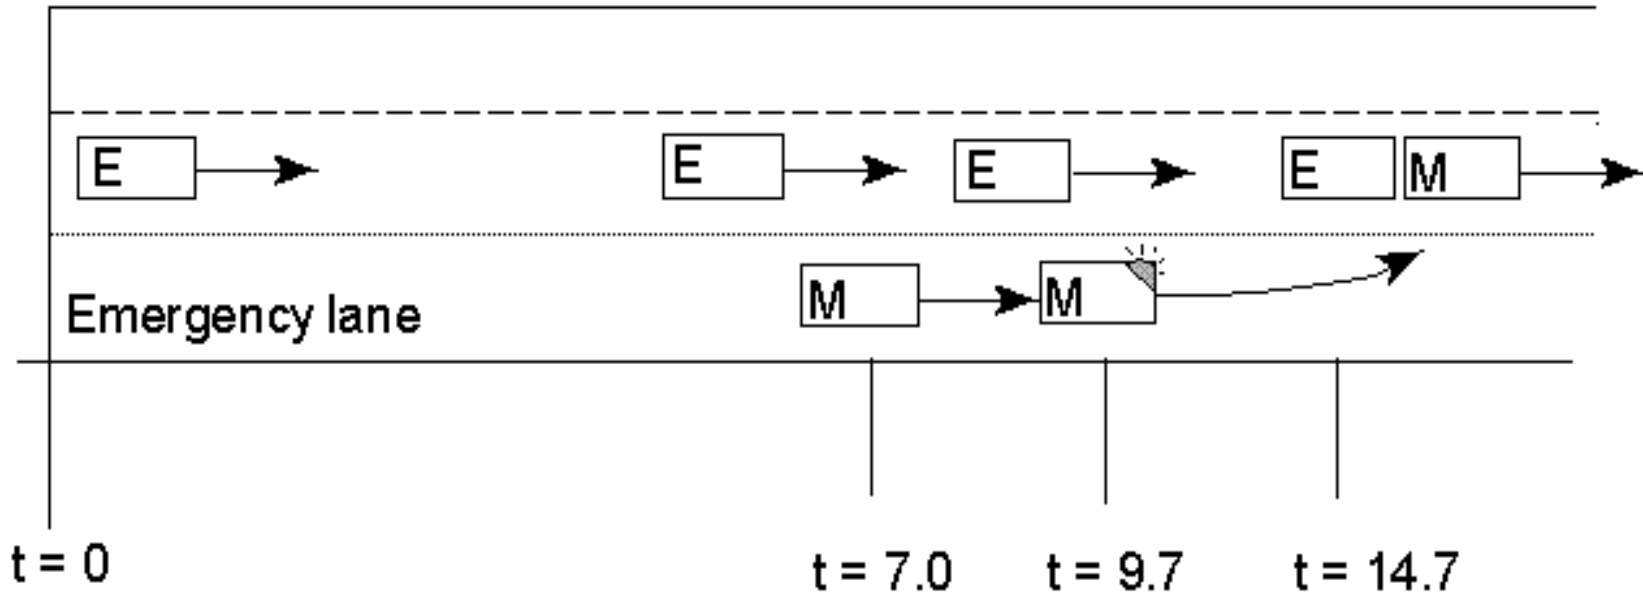 E E E E M
Emergency lane M M
t = 0 t = 7.0 t = 9.7 t = 14.7